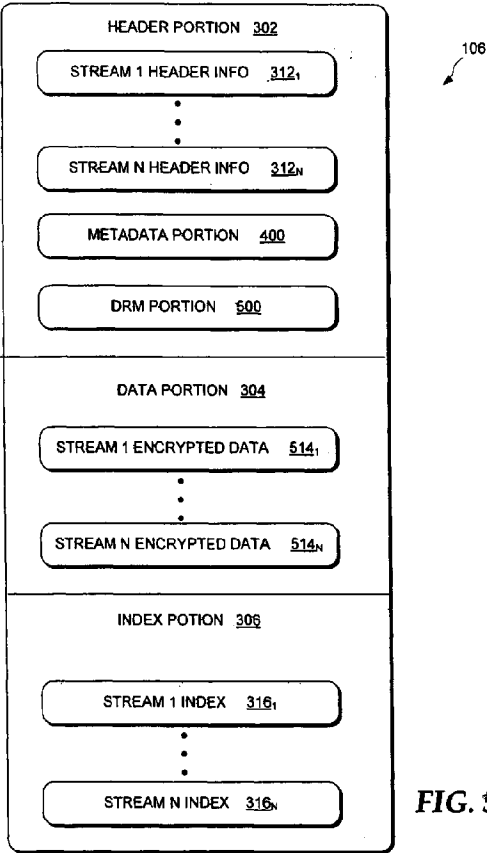 HEADER PORTION 302
106
STREAM 1 HEADER INFO 312₁
STREAM N HEADER INFO 312N
METADATA PORTION 400
DRM PORTION 500
DATA PORTION 304
STREAM 1 ENCRYPTED DATA 514₁
STREAM N ENCRYPTED DATA 514N
INDEX POTION 306
STREAM 1 INDEX 316₁
STREAM N INDEX 316N
FIG.